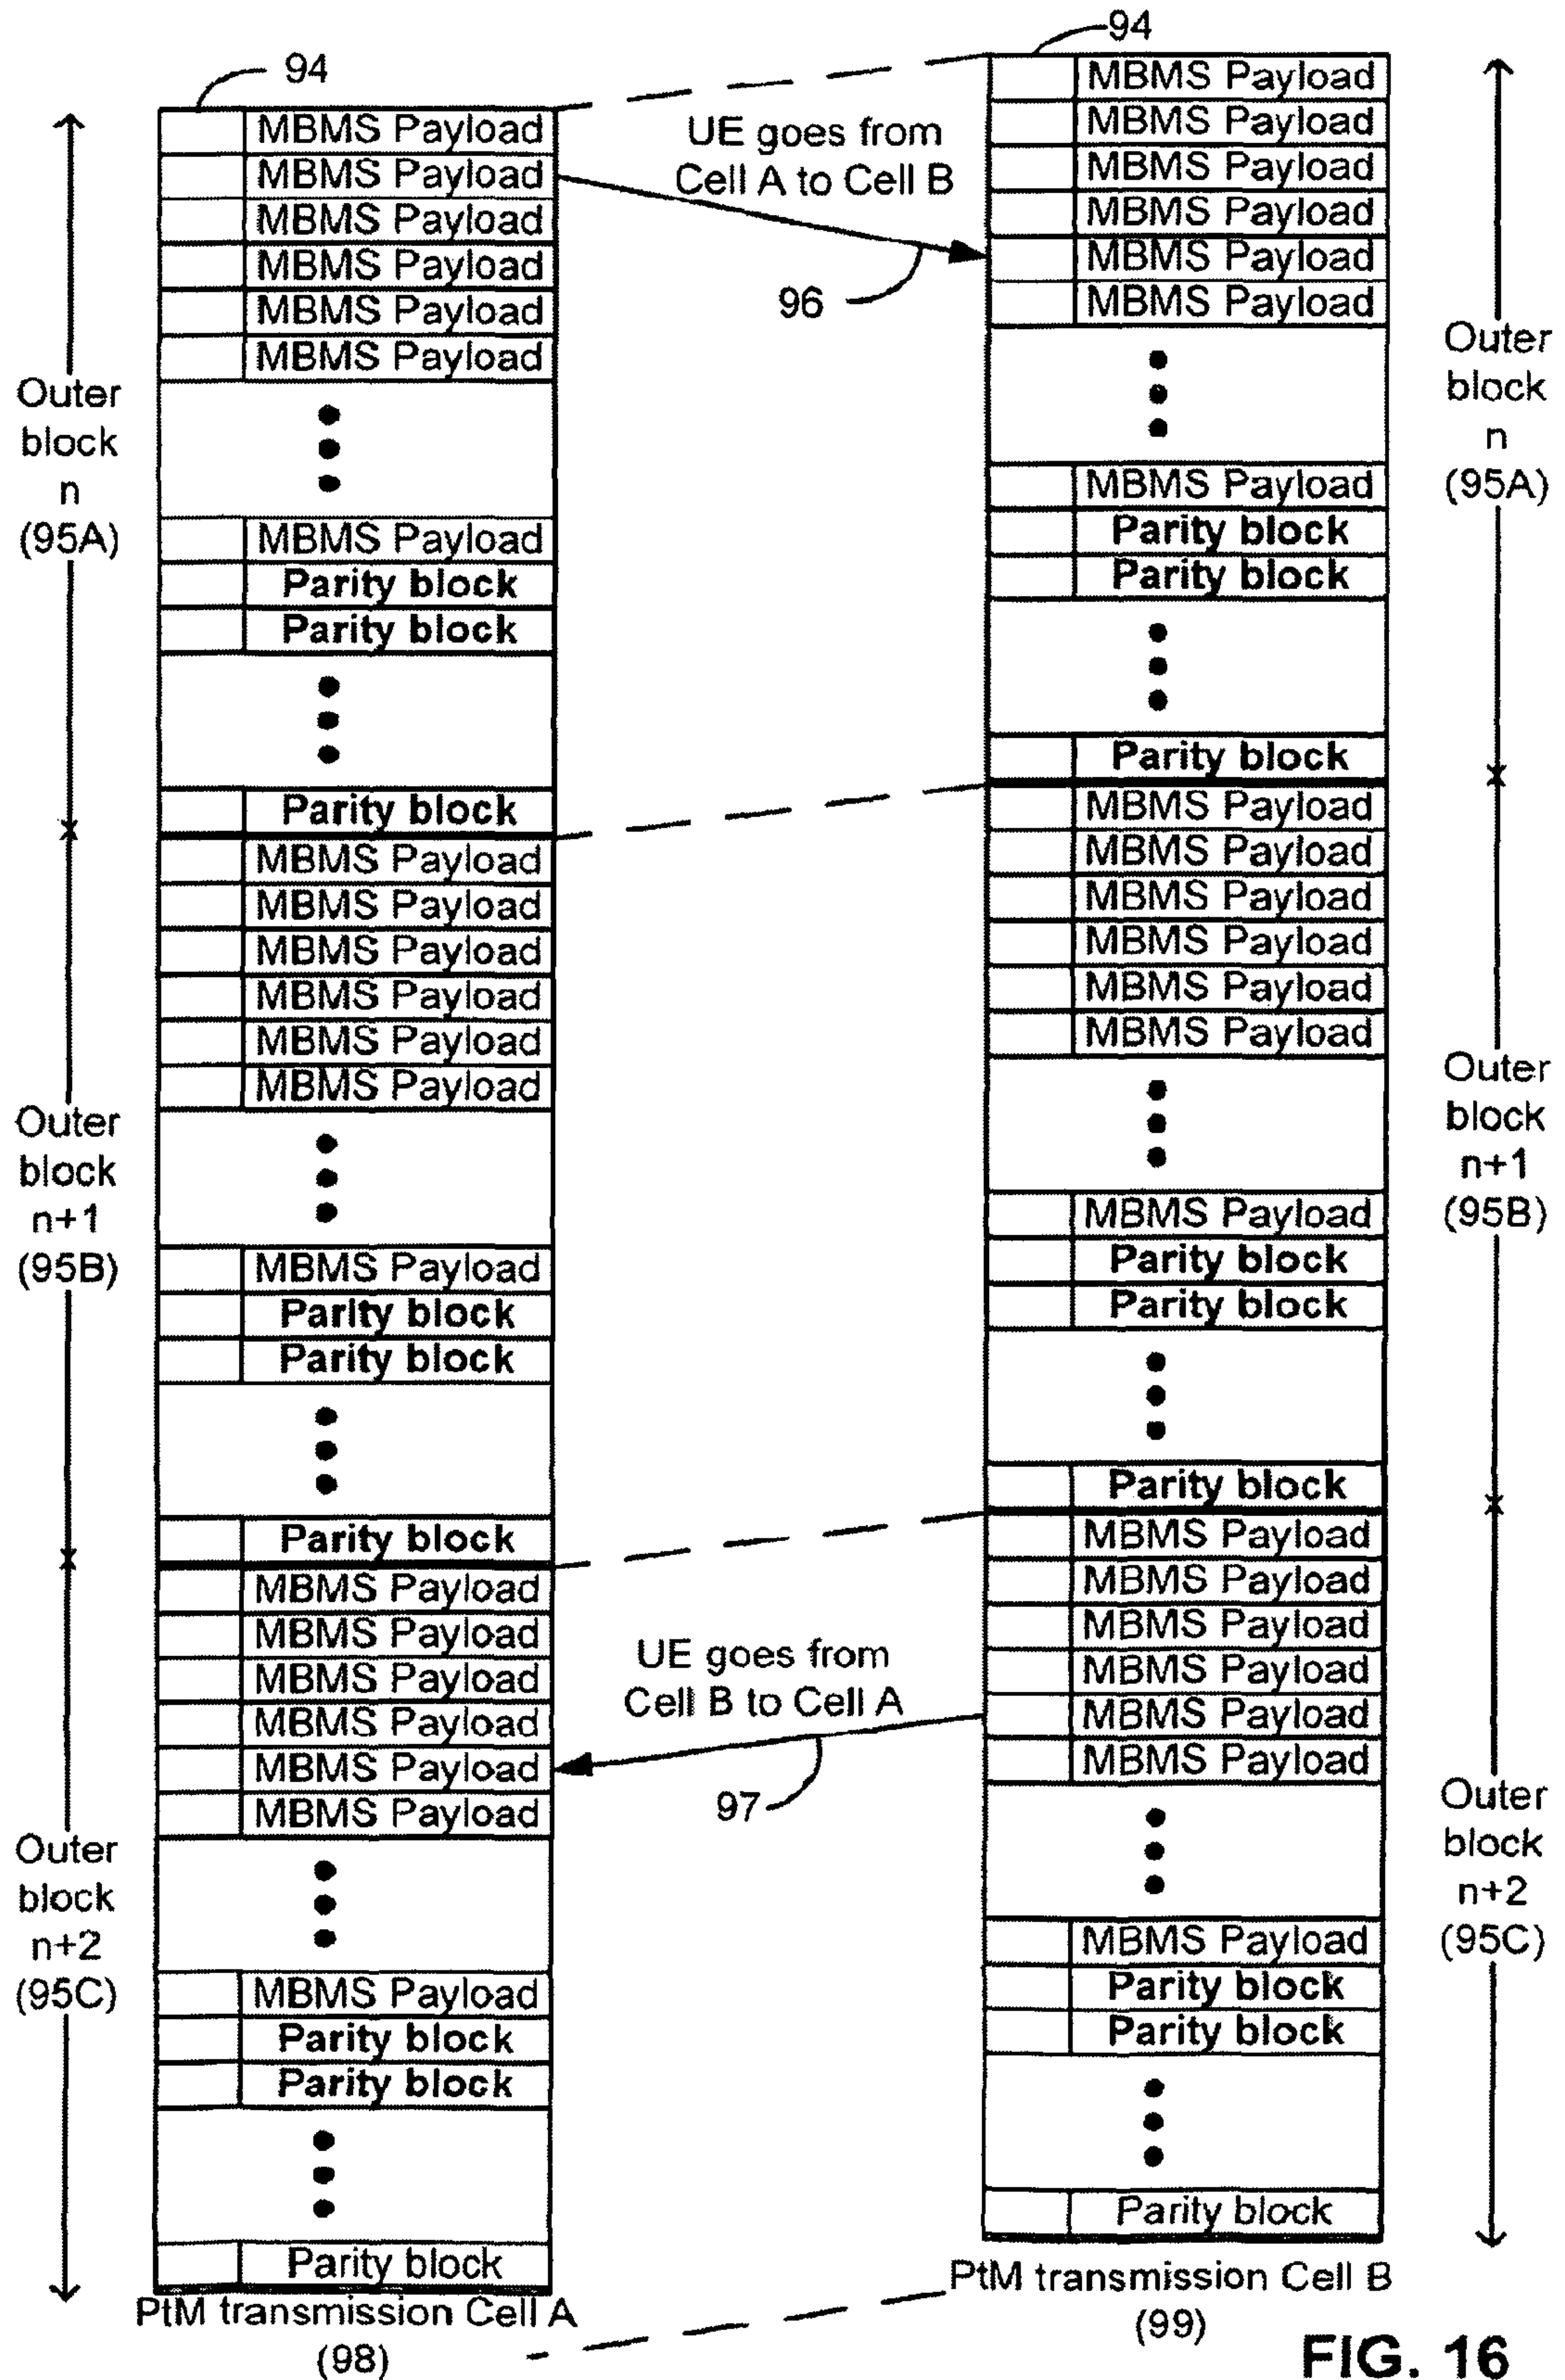 94
94
MBMS Payload
MBMS Payload
MBMS Payload
MBMS Payload
MBMS Payload
MBMS Payload
MBMS Payload
Parity block
Parity block
Parity block
MBMS Payload
MBMS Payload
MBMS Payload
MBMS Payload
MBMS Payload
MBMS Payload
MBMS Payload
Parity block
Parity block
Parity block
MBMS Payload
MBMS Payload
MBMS Payload
MBMS Payload
MBMS Payload
MBMS Payload
MBMS Payload
Parity block
Parity block
Parity block
PtM transmission Cell A
(98)
Outer
block
n
(95A)
Outer
block
n+1
(95B)
Outer
block
n+2
(95C)
UE goes from
Cell A to Cell B
96
UE goes from
Cell B to Cell A
97
MBMS Payload
MBMS Payload
MBMS Payload
MBMS Payload
MBMS Payload
MBMS Payload
MBMS Payload
Parity block
Parity block
Parity block
MBMS Payload
MBMS Payload
MBMS Payload
MBMS Payload
MBMS Payload
MBMS Payload
MBMS Payload
Parity block
Parity block
Parity block
MBMS Payload
MBMS Payload
MBMS Payload
MBMS Payload
MBMS Payload
MBMS Payload
MBMS Payload
Parity block
Parity block
Parity block
PtM transmission Cell B
(99)
Outer
block
n
(95A)
Outer
block
n+1
(95B)
Outer
block
n+2
(95C)
FIG. 16